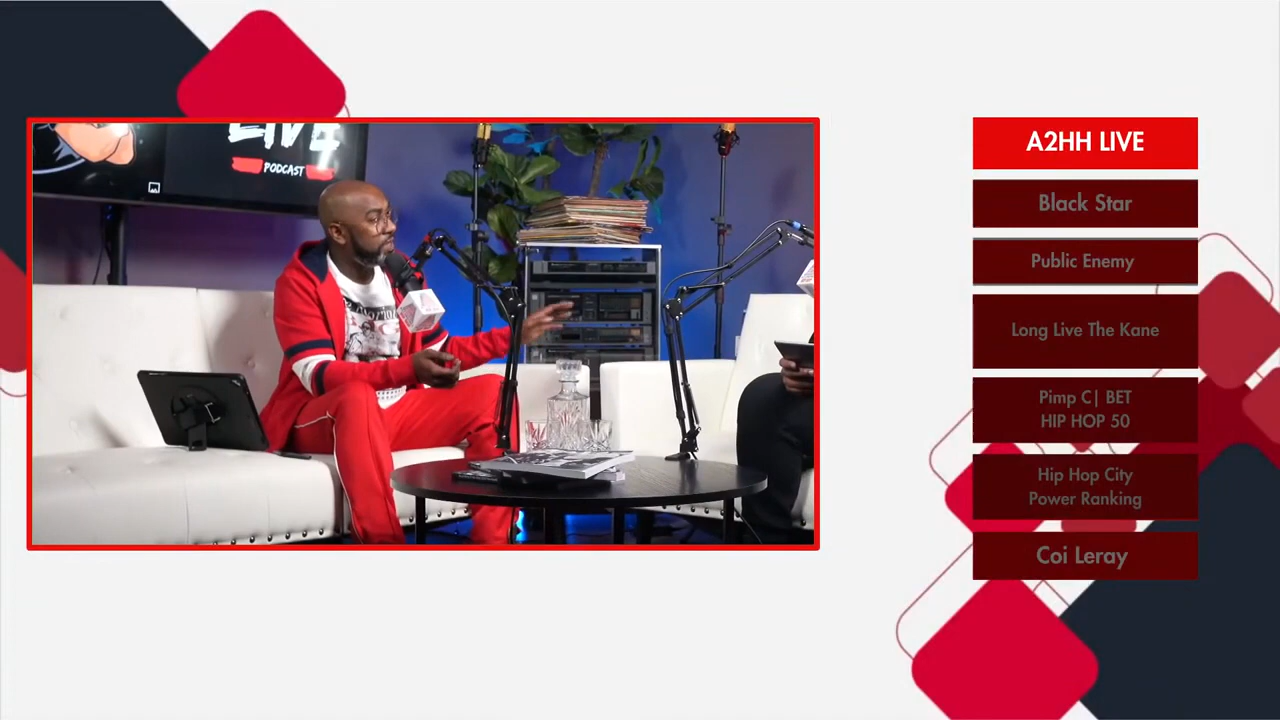 LIVE
PODCAST
A2HH LIVE
Black Star
Public Enemy
Long Live The Kane
Pimp C| BET
HIP HOP 50
Hip Hop City
Power Ranking
Coi Leray